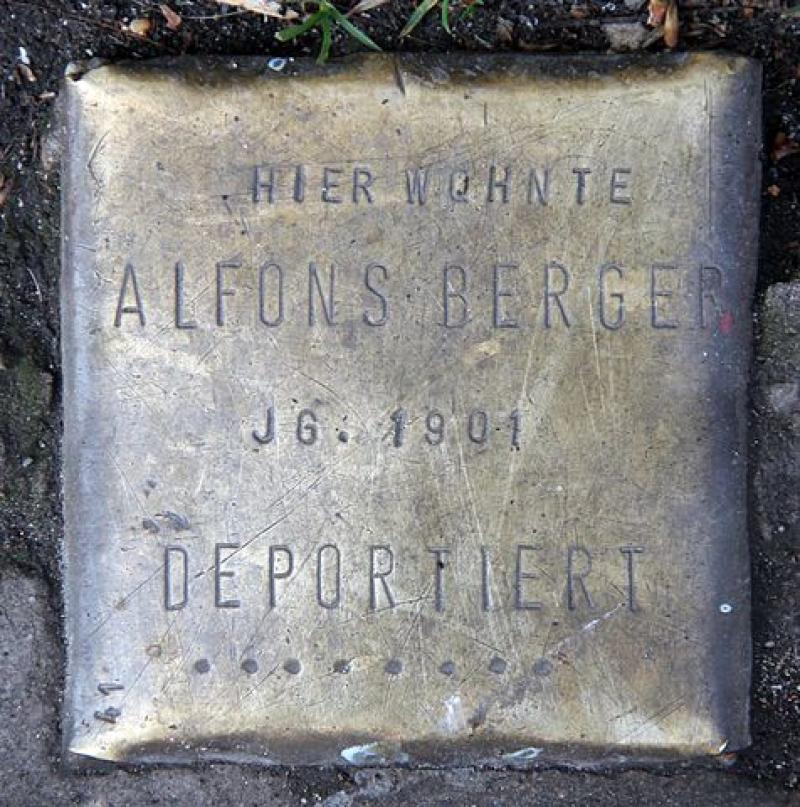 HIER WOHNTE
ALFONS BERGER
JG. 1901
DEPORTIERT
••••••••